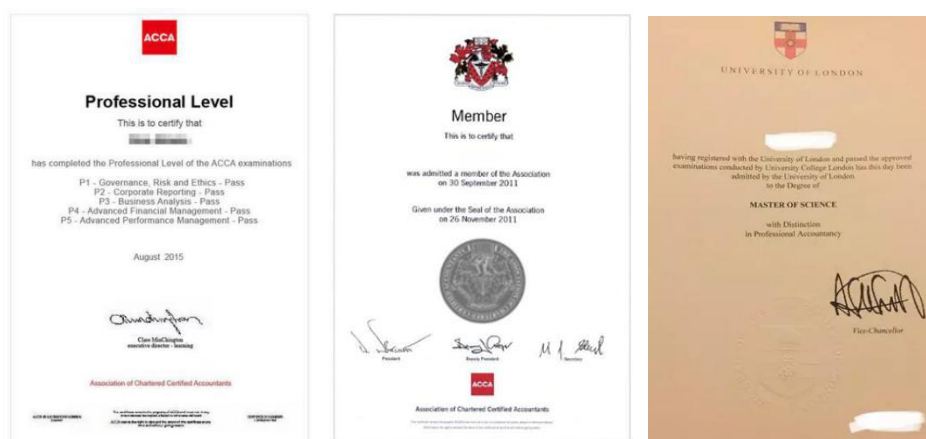 ACCA
Professional Level
This is to certify that
has completed the Professional Level of the ACCA examinations
P1 - Governance, Risk and Ethics - Pass
P2 - Corporate Reporting - Pass
P3 - Business Analysis - Pass
P4 - Advanced Financial Management - Pass
P5 - Advanced Performance Management - Pass
August 2015
executive director - learning
Association of Chartered Certified Accountants
Member
This is to certify that
was admitted a member of the Association
on 30 September 2011
Given under the Seal of the Association
on 26 November 2011
President
Deputy President
Secretary
ACCA
Association of Chartered Certified Accountants
UNIVERSITY OF LONDON
having registered with the University of London and passed the approved
examinations conducted by University College London has this day been
admitted by the University of London
to the Degree of
MASTER OF SCIENCE
with Distinction
in Professional Accountancy
Vice-Chancellor